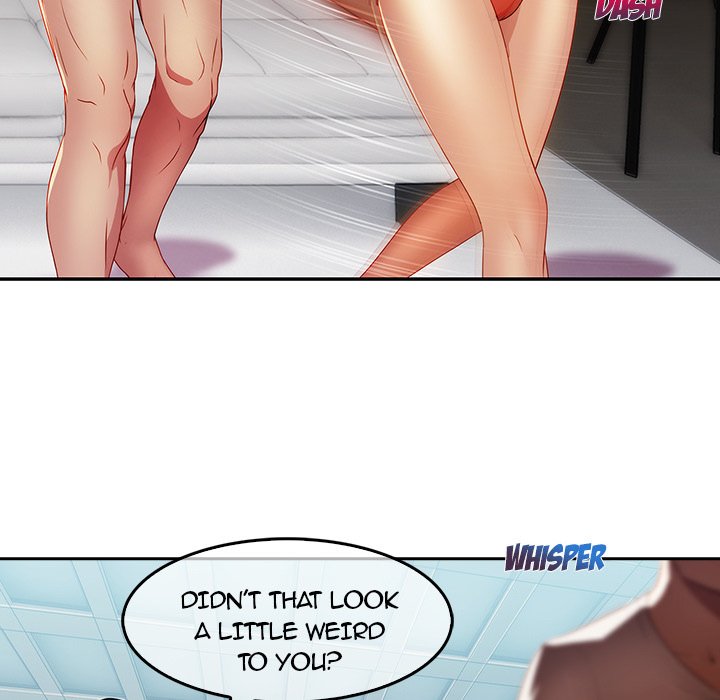 DASH
WHISPER
DIDN'T THAT LOOK
A LITTLE WEIRD
TO YOU?